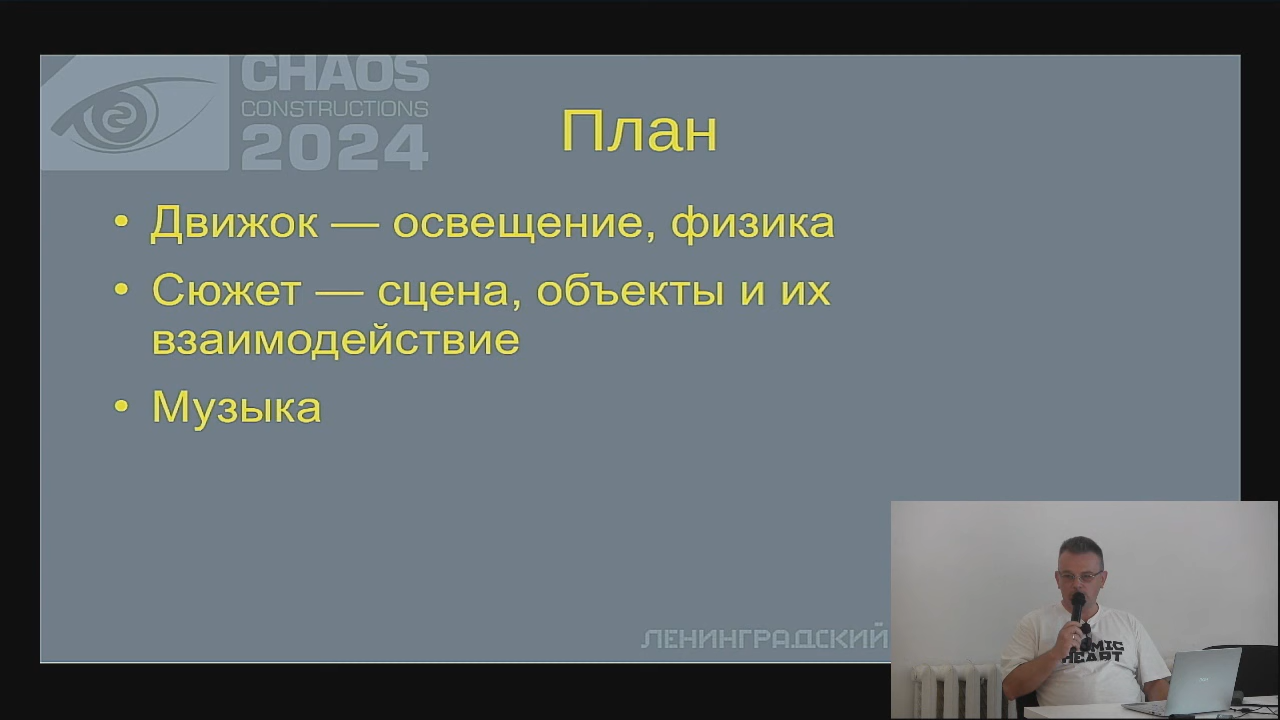 CHAOS
CONSTRUCTIONS
2024
План
• Движок — освещение, физика
• Сюжет — сцена, объекты и их
взаимодействие
• Музыка
ЛЕНИНГРАДСКИЙ
HEART